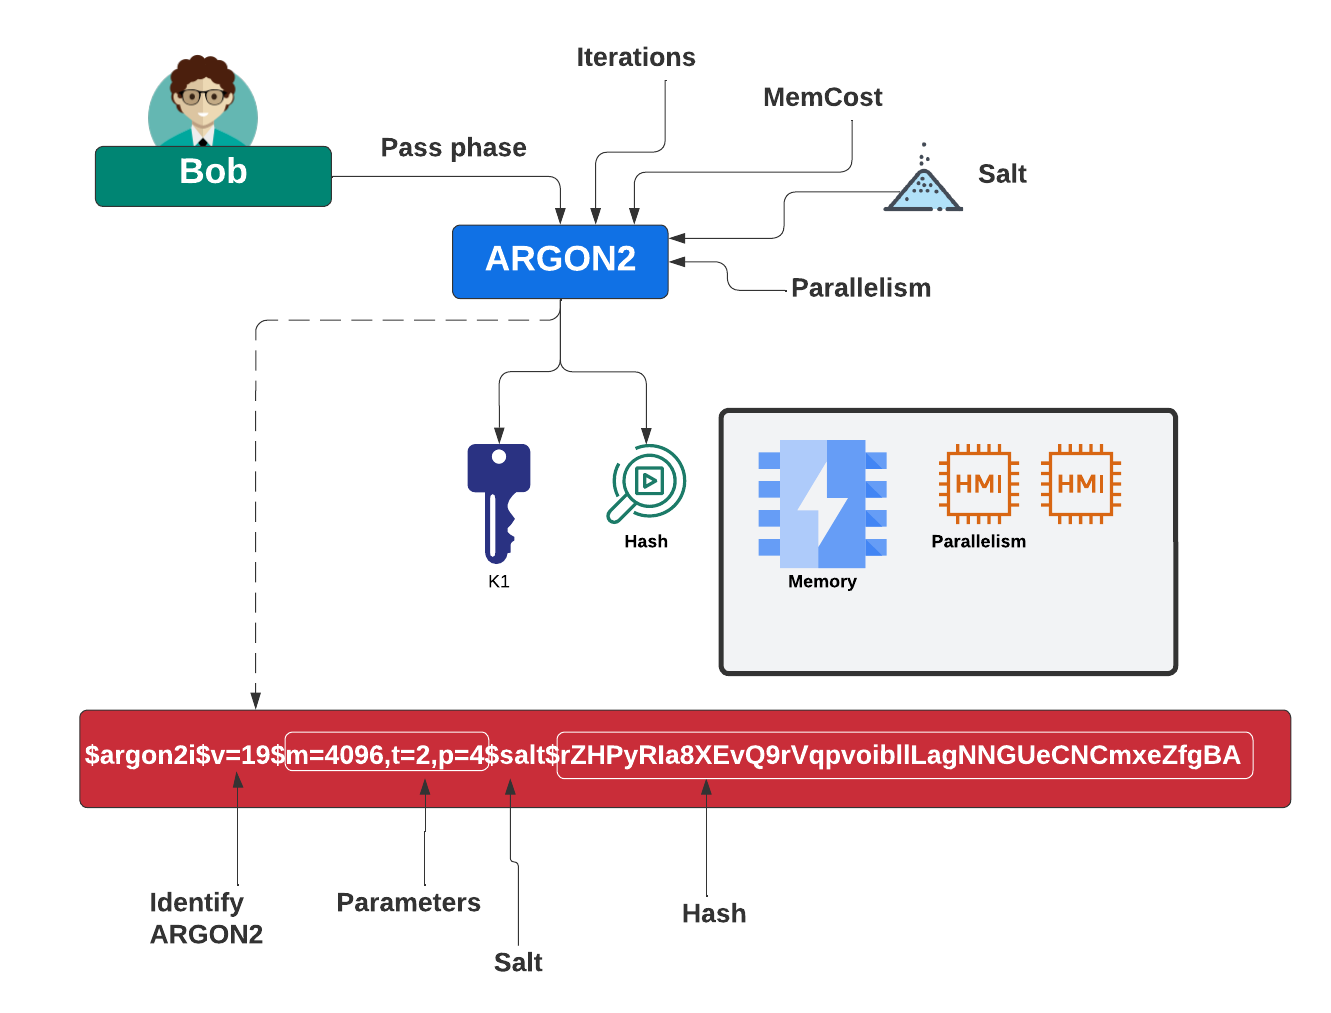 Iterations
MemCost
Pass phase
Bob
Salt
ARGON2
Parallelism
HMI HMI
Hash
Parallelism
K1
Memory
$argon2i$v=19$m=4096,t=2,p=4$salt$rZHPyRIa8XEvQ9rVqpvoibllLagNNGUeCNCmxeZfgBA
Identify
ARGON2
Parameters
Hash
Salt